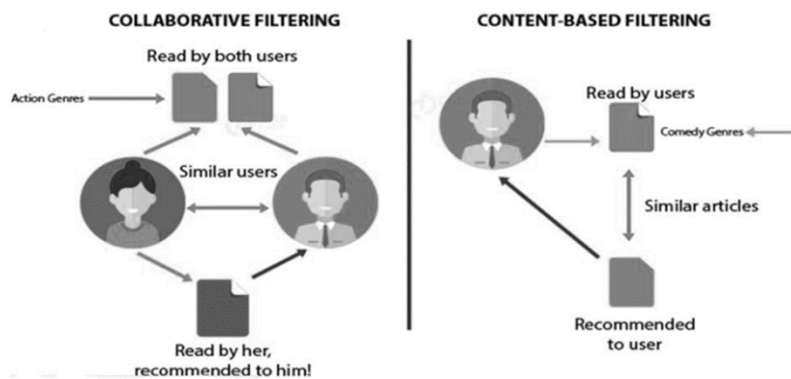 COLLABORATIVE FILTERING
Read by both users
Action Genres
Similar users
Read by her,
recommended to him!
CONTENT-BASED FILTERING
Read by users
Comedy Genres
Similar articles
Recommended
to user